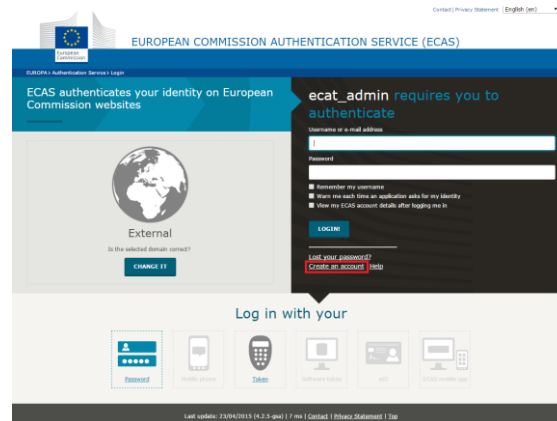 Contact | Privacy Statement | English (en)
European
Commission
EUROPEAN COMMISSION AUTHENTICATION SERVICE (ECAS)
EUROPA > Authentication Service > Login
ECAS authenticates your identity on European
Commission websites
External
Is the selected domain correct?
CHANGE IT
ecat_admin requires you to
authenticate
Username or e-mail address
Password
Remember my username
Warn me each time an application asks for my identity
View my ECAS account details after logging me in
LOGIN!
Lost your password?
Create an account Help
Log in with your
Password Mobile phone Token Software token eID ECAS mobile app
Last update: 23/04/2015 (4.2.5-gsa) | 7 ms | Contact | Privacy Statement | Top